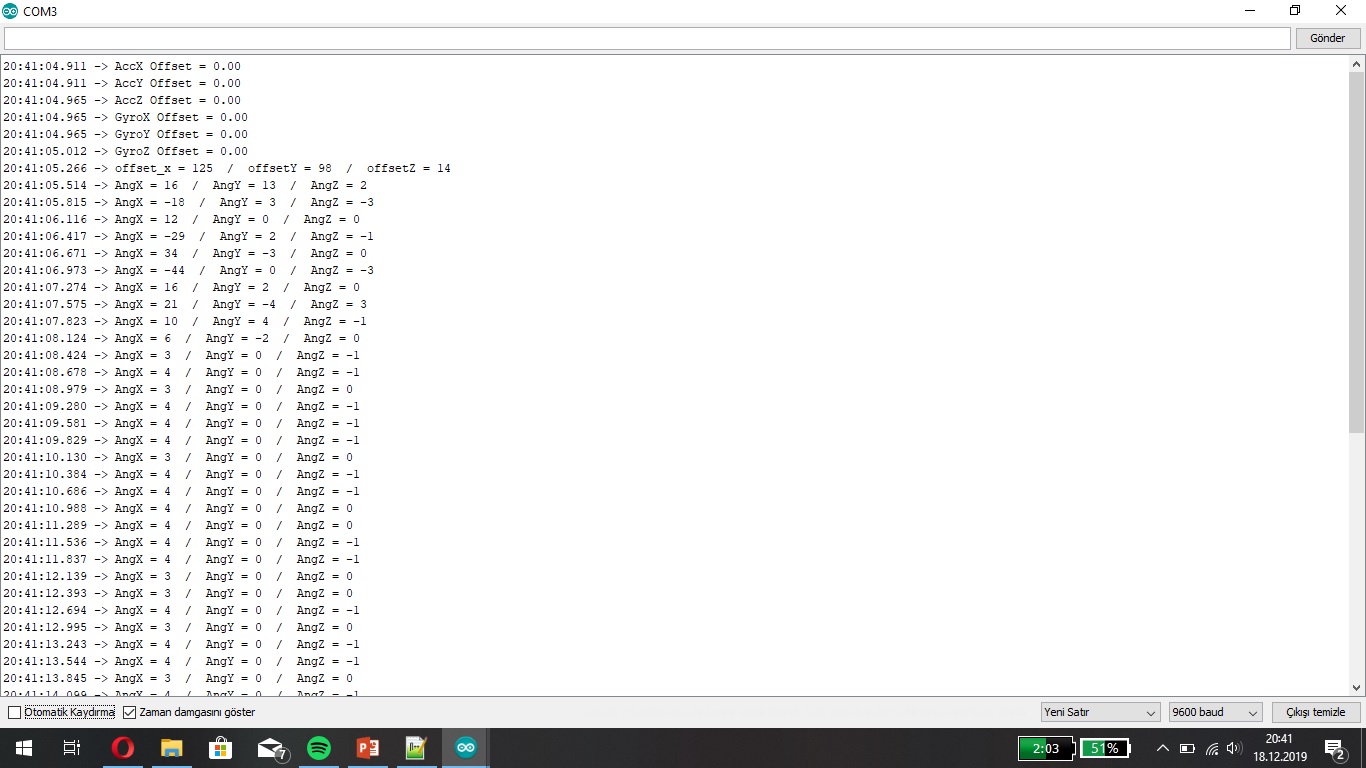 COM3
Gönder
20:41:04.911 -> AccX Offset = 0.00
20:41:04.911 -> AccY Offset = 0.00
20:41:04.965 -> AccZ Offset = 0.00
20:41:04.965 -> GyroX Offset = 0.00
20:41:04.965 -> GyroY Offset = 0.00
20:41:05.012 -> GyroZ Offset = 0.00
20:41:05.266 -> offset_x = 125  /  offsetY = 98  /  offsetZ = 14
20:41:05.514 -> AngX = 16  /  AngY = 13  /  AngZ = 2
20:41:05.815 -> AngX = -18  /  AngY = 3  /  AngZ = -3
20:41:06.116 -> AngX = 12  /  AngY = 0  /  AngZ = 0
20:41:06.417 -> AngX = -29  /  AngY = 2  /  AngZ = -1
20:41:06.671 -> AngX = 34  /  AngY = -3  /  AngZ = 0
20:41:06.973 -> AngX = -44  /  AngY = 0  /  AngZ = -3
20:41:07.274 -> AngX = 16  /  AngY = 2  /  AngZ = 0
20:41:07.575 -> AngX = 21  /  AngY = -4  /  AngZ = 3
20:41:07.823 -> AngX = 10  /  AngY = 4  /  AngZ = -1
20:41:08.124 -> AngX = 6  /  AngY = -2  /  AngZ = 0
20:41:08.424 -> AngX = 3  /  AngY = 0  /  AngZ = -1
20:41:08.678 -> AngX = 4  /  AngY = 0  /  AngZ = -1
20:41:08.979 -> AngX = 3  /  AngY = 0  /  AngZ = 0
20:41:09.280 -> AngX = 4  /  AngY = 0  /  AngZ = -1
20:41:09.581 -> AngX = 4  /  AngY = 0  /  AngZ = -1
20:41:09.829 -> AngX = 4  /  AngY = 0  /  AngZ = -1
20:41:10.130 -> AngX = 3  /  AngY = 0  /  AngZ = 0
20:41:10.384 -> AngX = 4  /  AngY = 0  /  AngZ = -1
20:41:10.686 -> AngX = 4  /  AngY = 0  /  AngZ = -1
20:41:10.988 -> AngX = 4  /  AngY = 0  /  AngZ = 0
20:41:11.289 -> AngX = 4  /  AngY = 0  /  AngZ = 0
20:41:11.536 -> AngX = 4  /  AngY = 0  /  AngZ = -1
20:41:11.837 -> AngX = 4  /  AngY = 0  /  AngZ = -1
20:41:12.139 -> AngX = 3  /  AngY = 0  /  AngZ = 0
20:41:12.393 -> AngX = 3  /  AngY = 0  /  AngZ = 0
20:41:12.694 -> AngX = 4  /  AngY = 0  /  AngZ = -1
20:41:12.995 -> AngX = 3  /  AngY = 0  /  AngZ = 0
20:41:13.243 -> AngX = 4  /  AngY = 0  /  AngZ = -1
20:41:13.544 -> AngX = 4  /  AngY = 0  /  AngZ = -1
20:41:13.845 -> AngX = 3  /  AngY = 0  /  AngZ = 0
20:41:14.099 -> AngX = 4  /  AngY = 0  /  AngZ = -1
Otomatik Kaydırma
Zaman damgasını göster
Yeni Satır
9600 baud
Çıkışı temizle
7
2:03
51%
20:41
18.12.2019
2